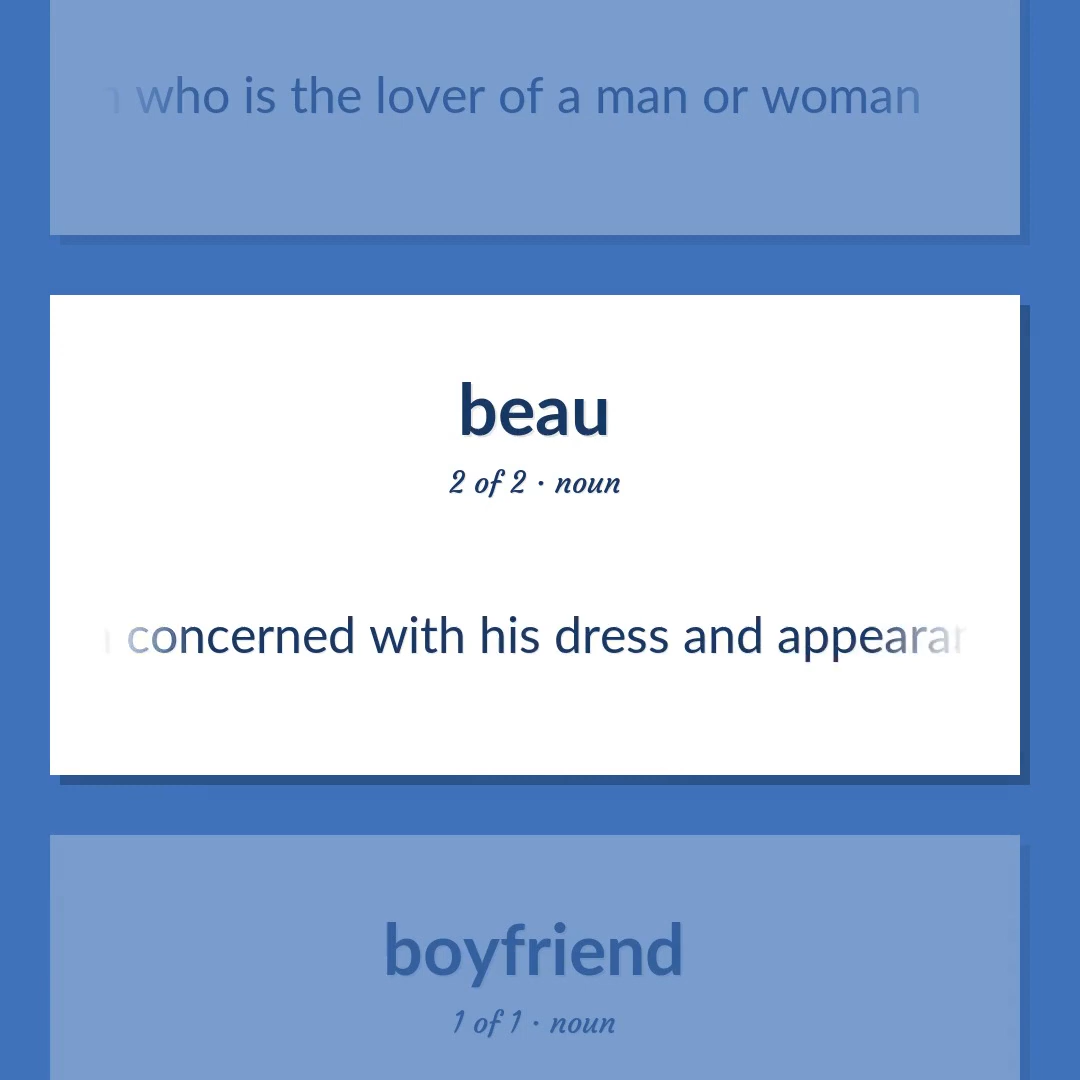 who is the lover of a man or woman
beau
2 of 2 · noun
concerned with his dress and
boyfriend
1 of 1 · noun